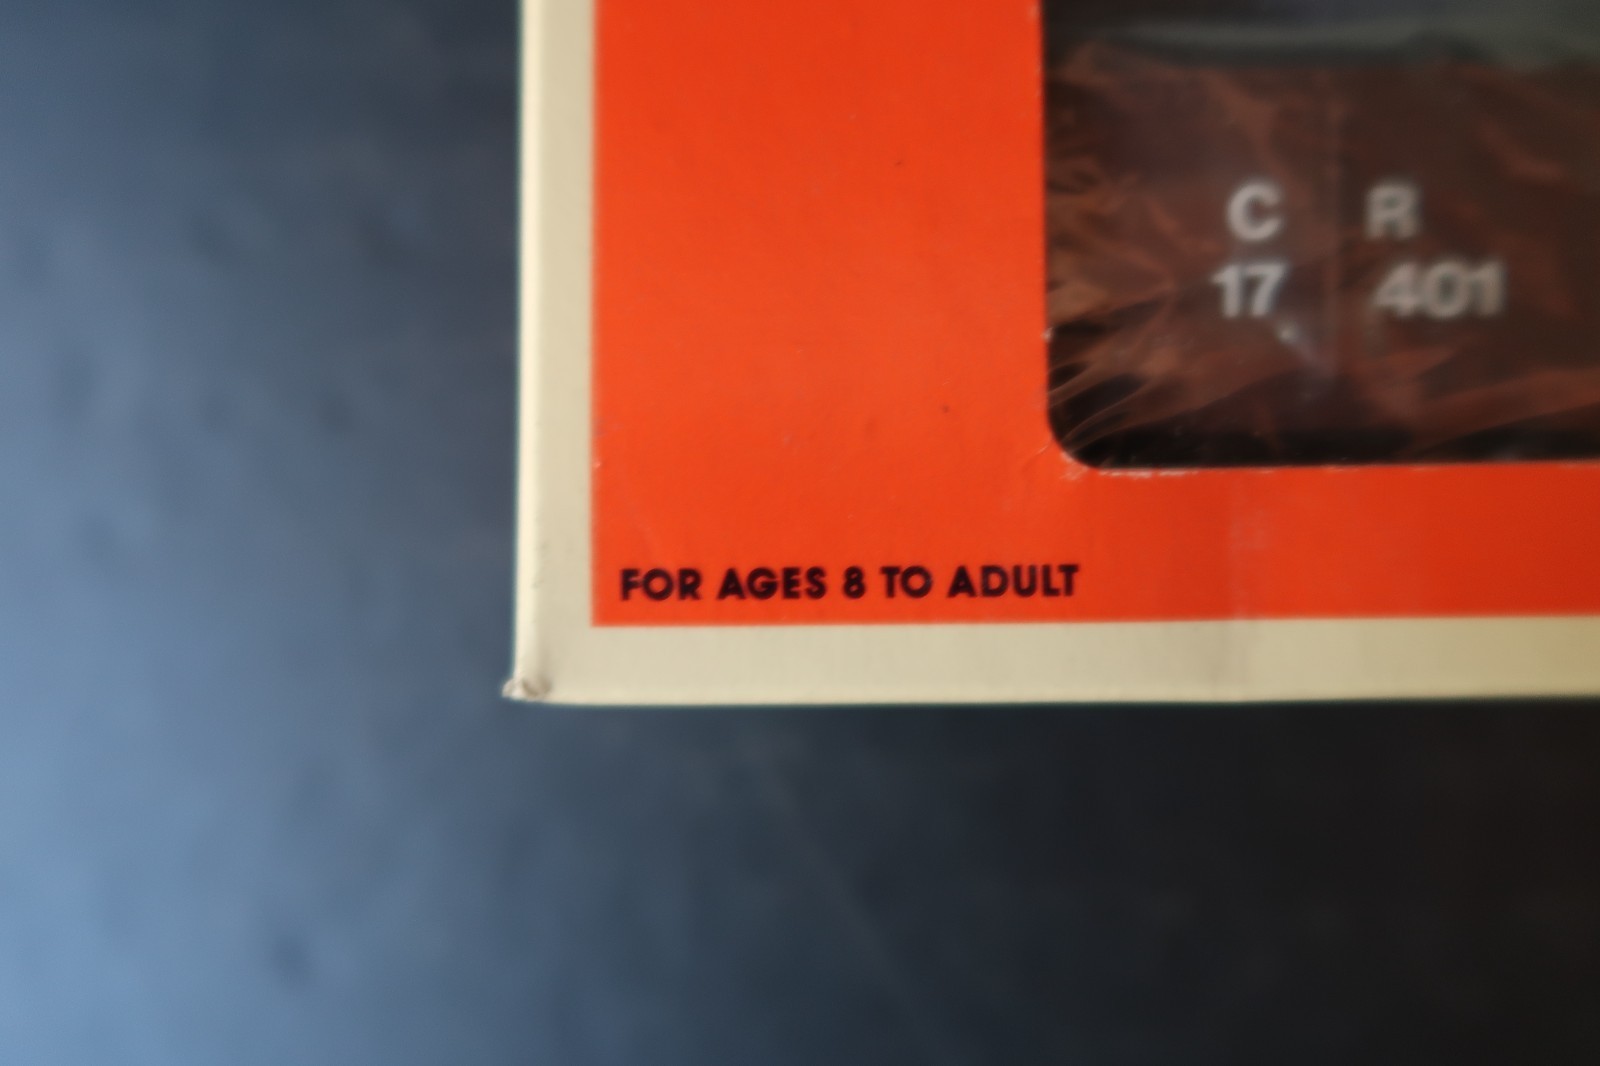 C R
17 401
FOR AGES 8 TO ADULT